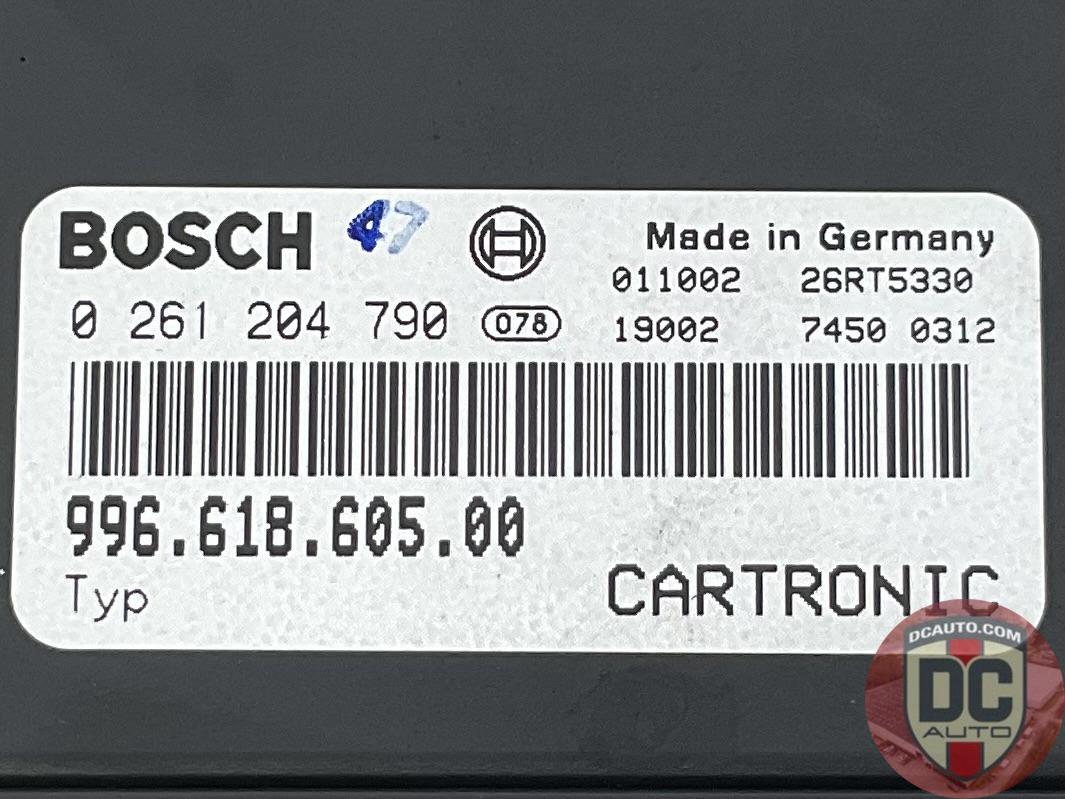 BOSCH 47 Made in Germany
011002 26RT5330
0 261 204 790 078 19002 7450 0312
996.618.605.00
Typ CARTRONIC
DCAUTO.COM
DC
AUTO